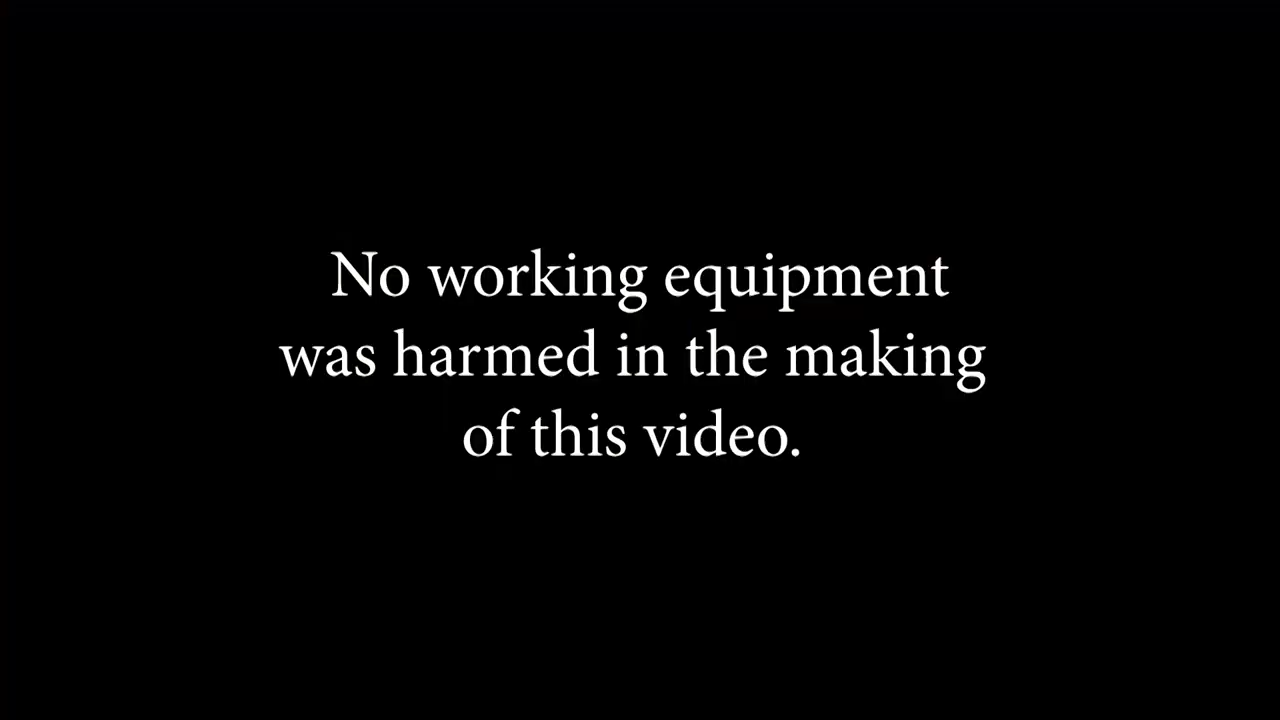 No working equipment
was harmed in the making
of this video.